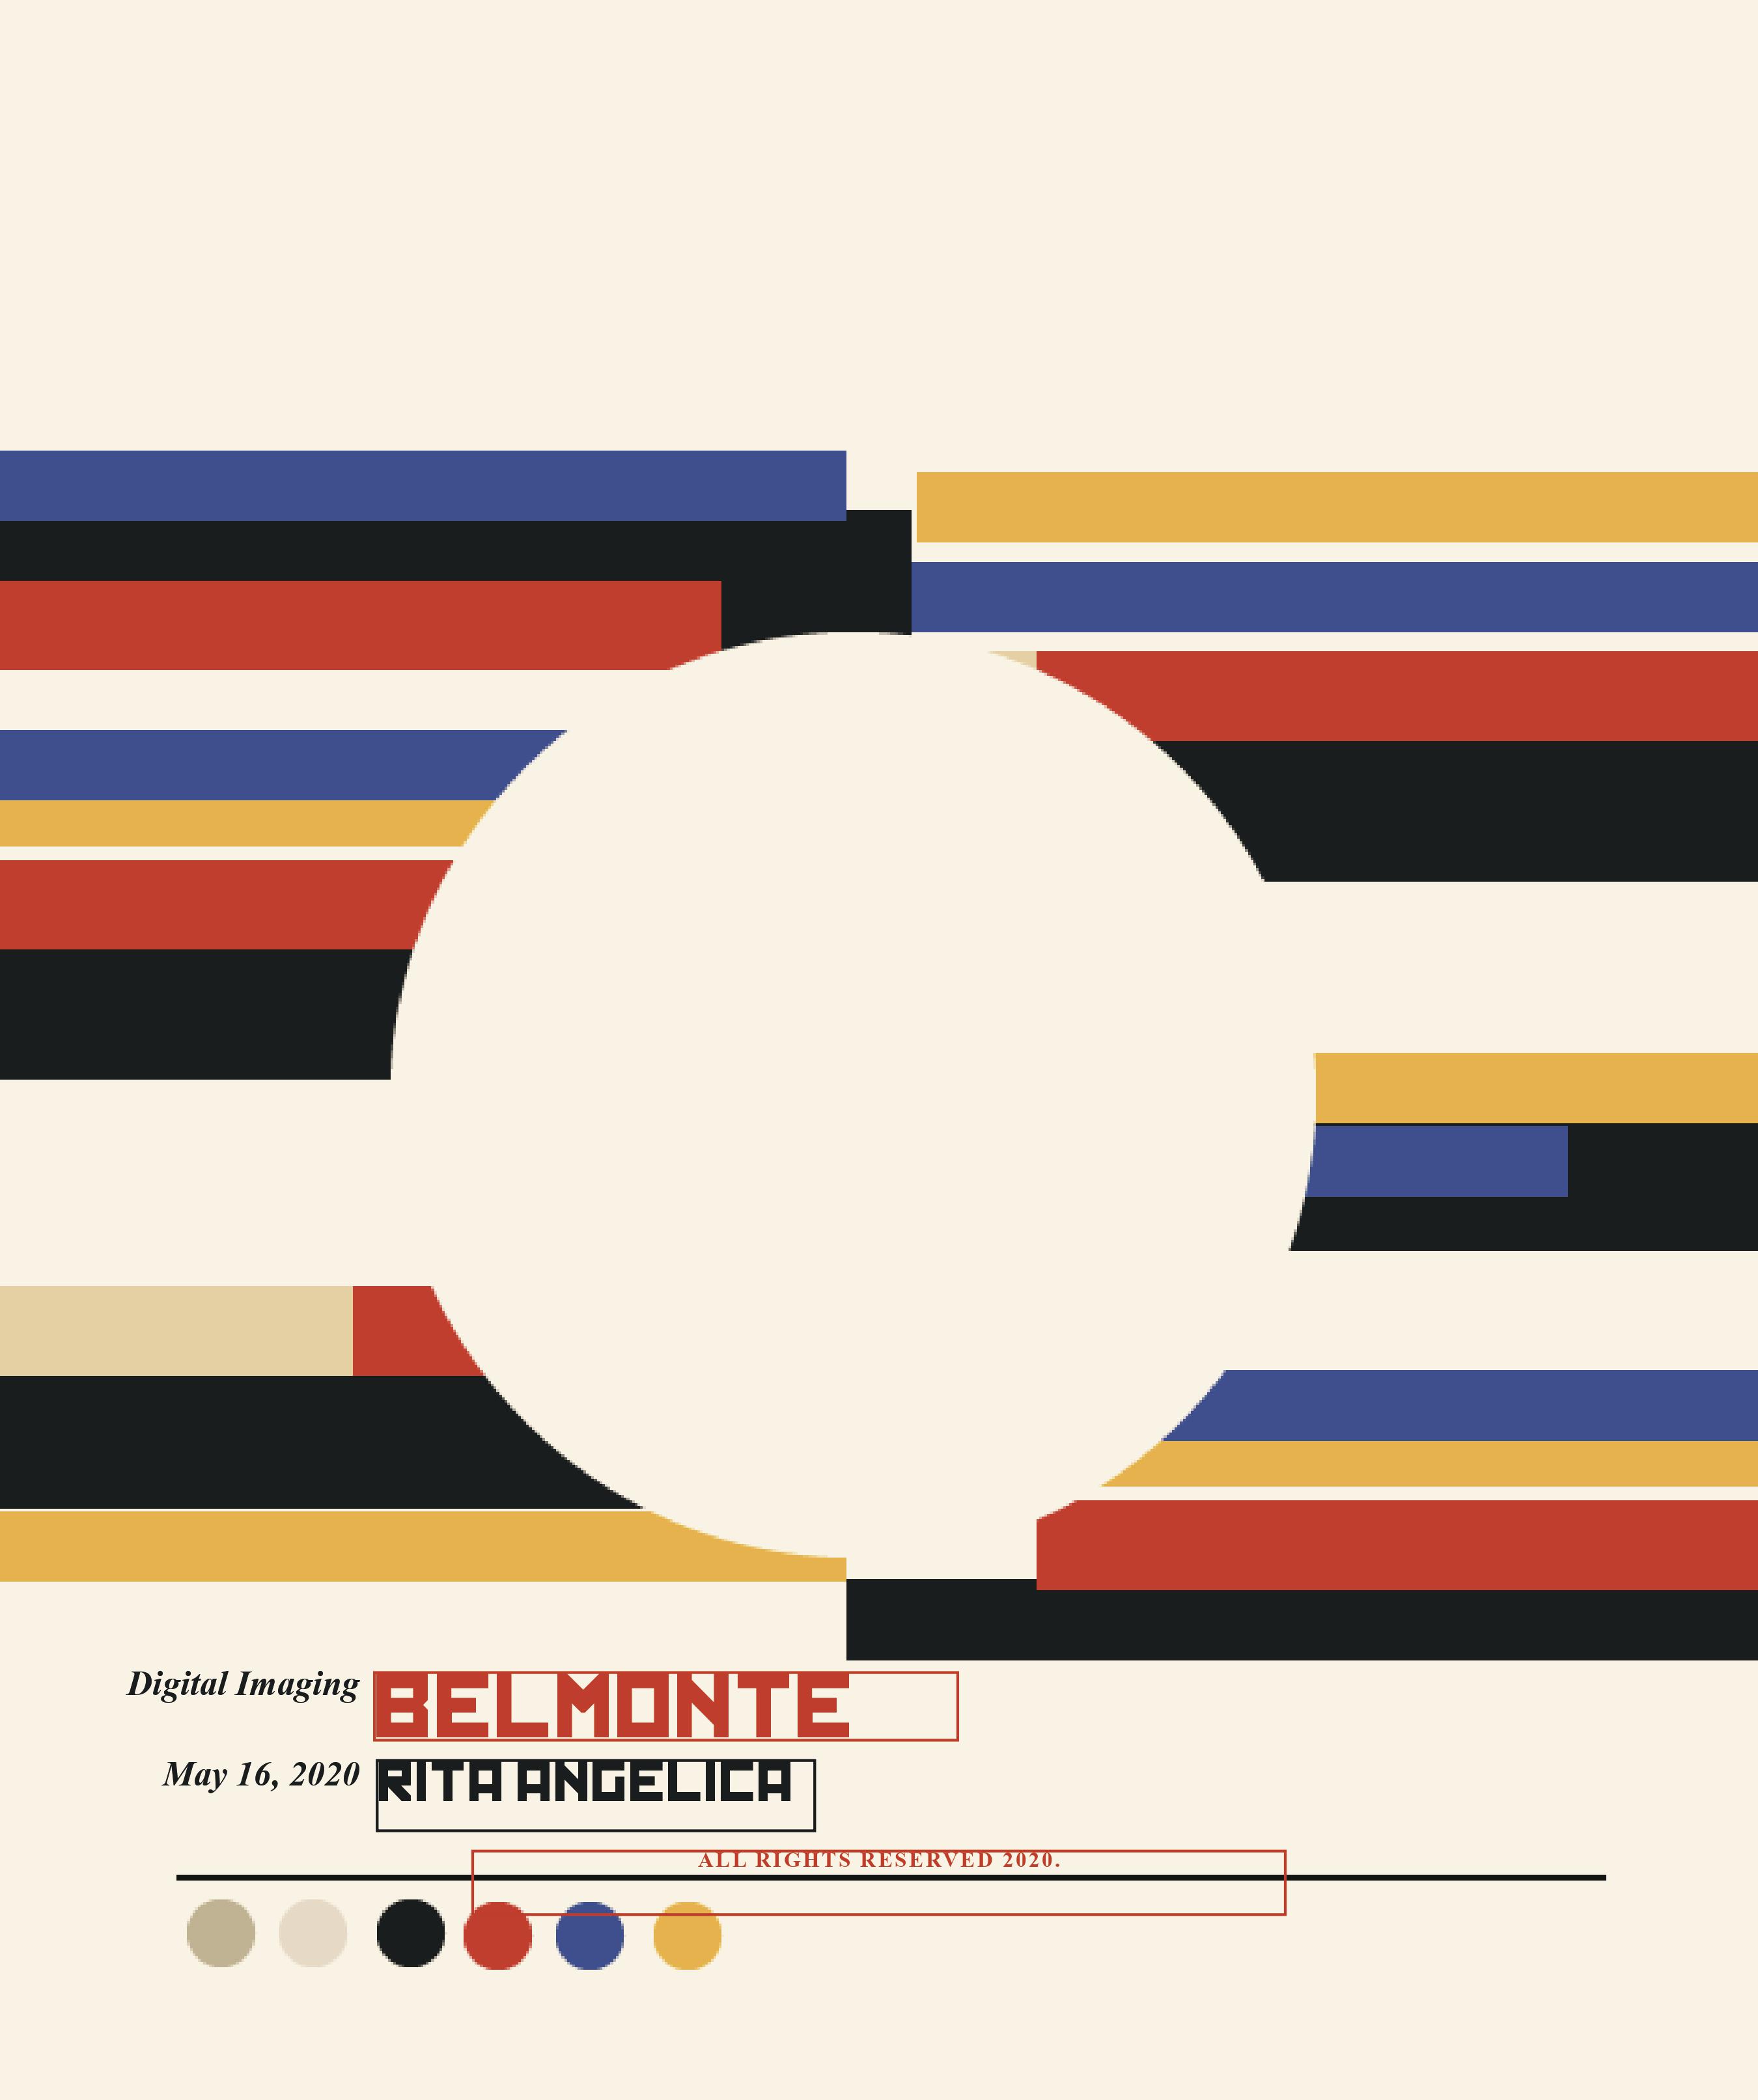 Digital Imaging
BELMONTE
May 16, 2020
RITA ANGELICA
ALL RIGHTS RESERVED 2020.